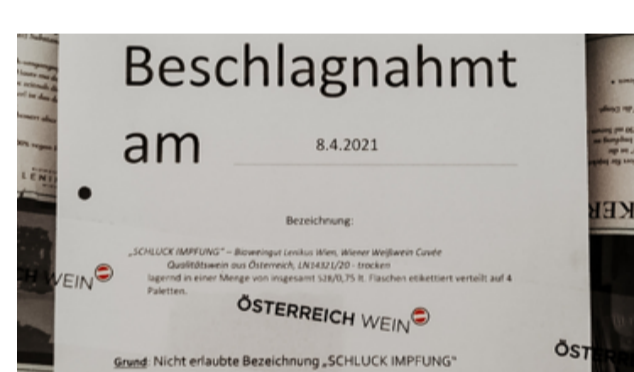 Beschlagnahmt
am 8.4.2021
Bezeichnung:
„SCHLUCK IMPFUNG“ – Bioweingut Lenikus Wien, Wiener Weißwein Cuvée
Qualitätswein aus Österreich, LN14321/20 - trocken
lagernd in einer Menge von insgesamt 528/0,75 lt. Flaschen etikettiert verteilt auf 4
Paletten.
WEIN
ÖSTERREICH WEIN
ÖST
Grund: Nicht erlaubte Bezeichnung „SCHLUCK IMPFUNG“